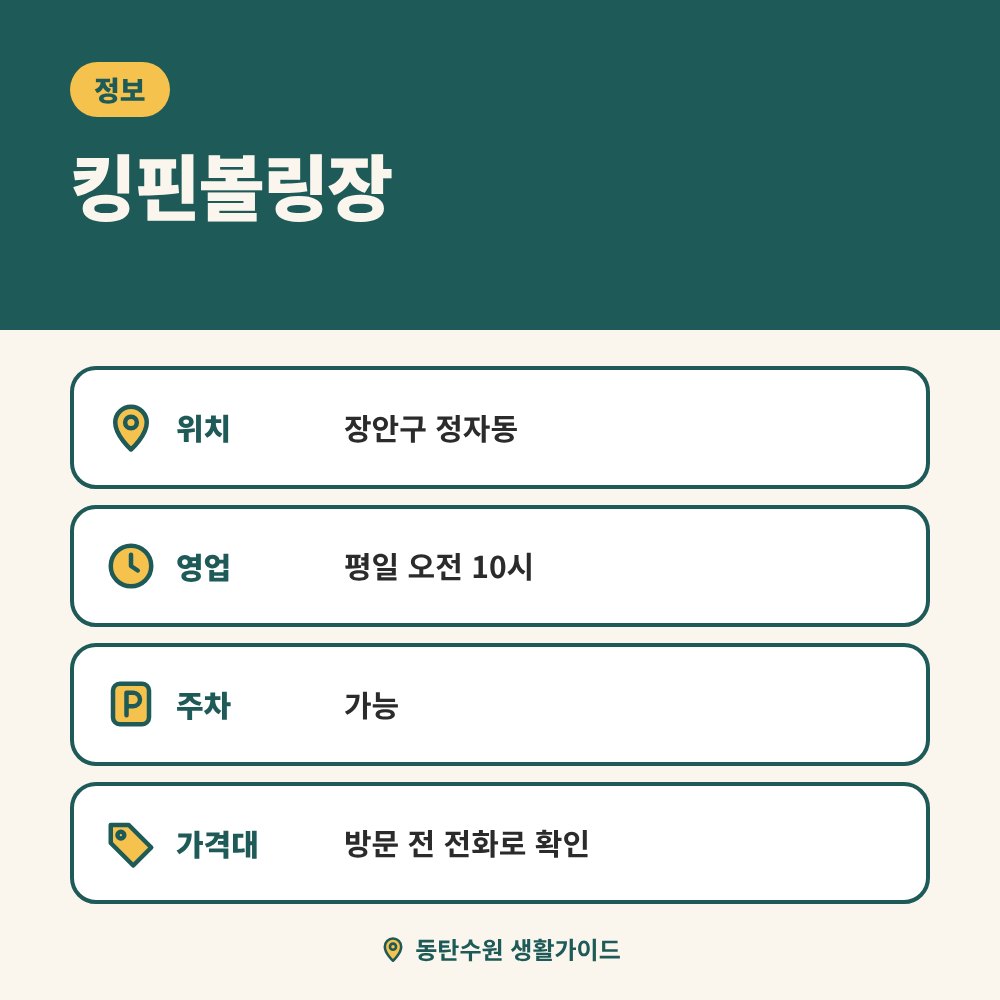 정보
킹핀볼링장
위치 장안구 정자동
영업 평일 오전 10시
P 주차 가능
가격대 방문 전 전화로 확인
동탄수원 생활가이드